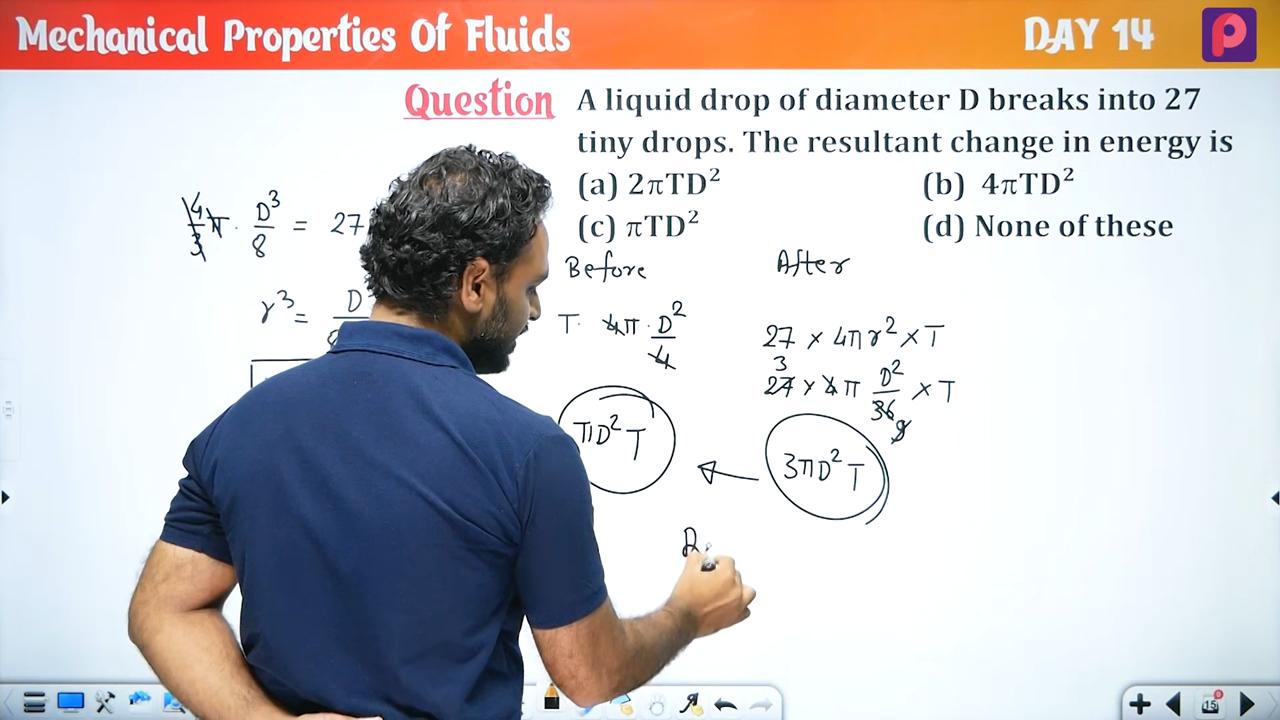 Mechanical Properties Of Fluids
DAY 14
Question
A liquid drop of diameter D breaks into 27
tiny drops. The resultant change in energy is
(a) 2πTD²
(b) 4πTD²
(c) πTD²
(d) None of these
4/3 π · D³/8 = 27
r³ = D
Before
After
T · 4π · D²/4
27 × 4πr² × T
3
27 × 4π D²/36 × T
9
πD²T
3πD²T
15